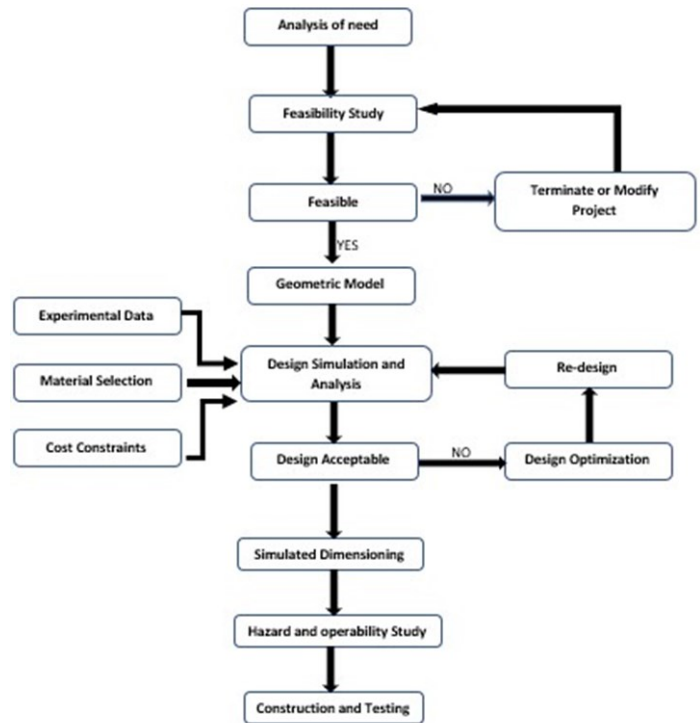 Analysis of need
Feasibility Study
Feasible
NO
Terminate or Modify
Project
YES
Geometric Model
Experimental Data
Material Selection
Cost Constraints
Design Simulation and
Analysis
Re-design
Design Acceptable
NO
Design Optimization
Simulated Dimensioning
Hazard and operability Study
Construction and Testing